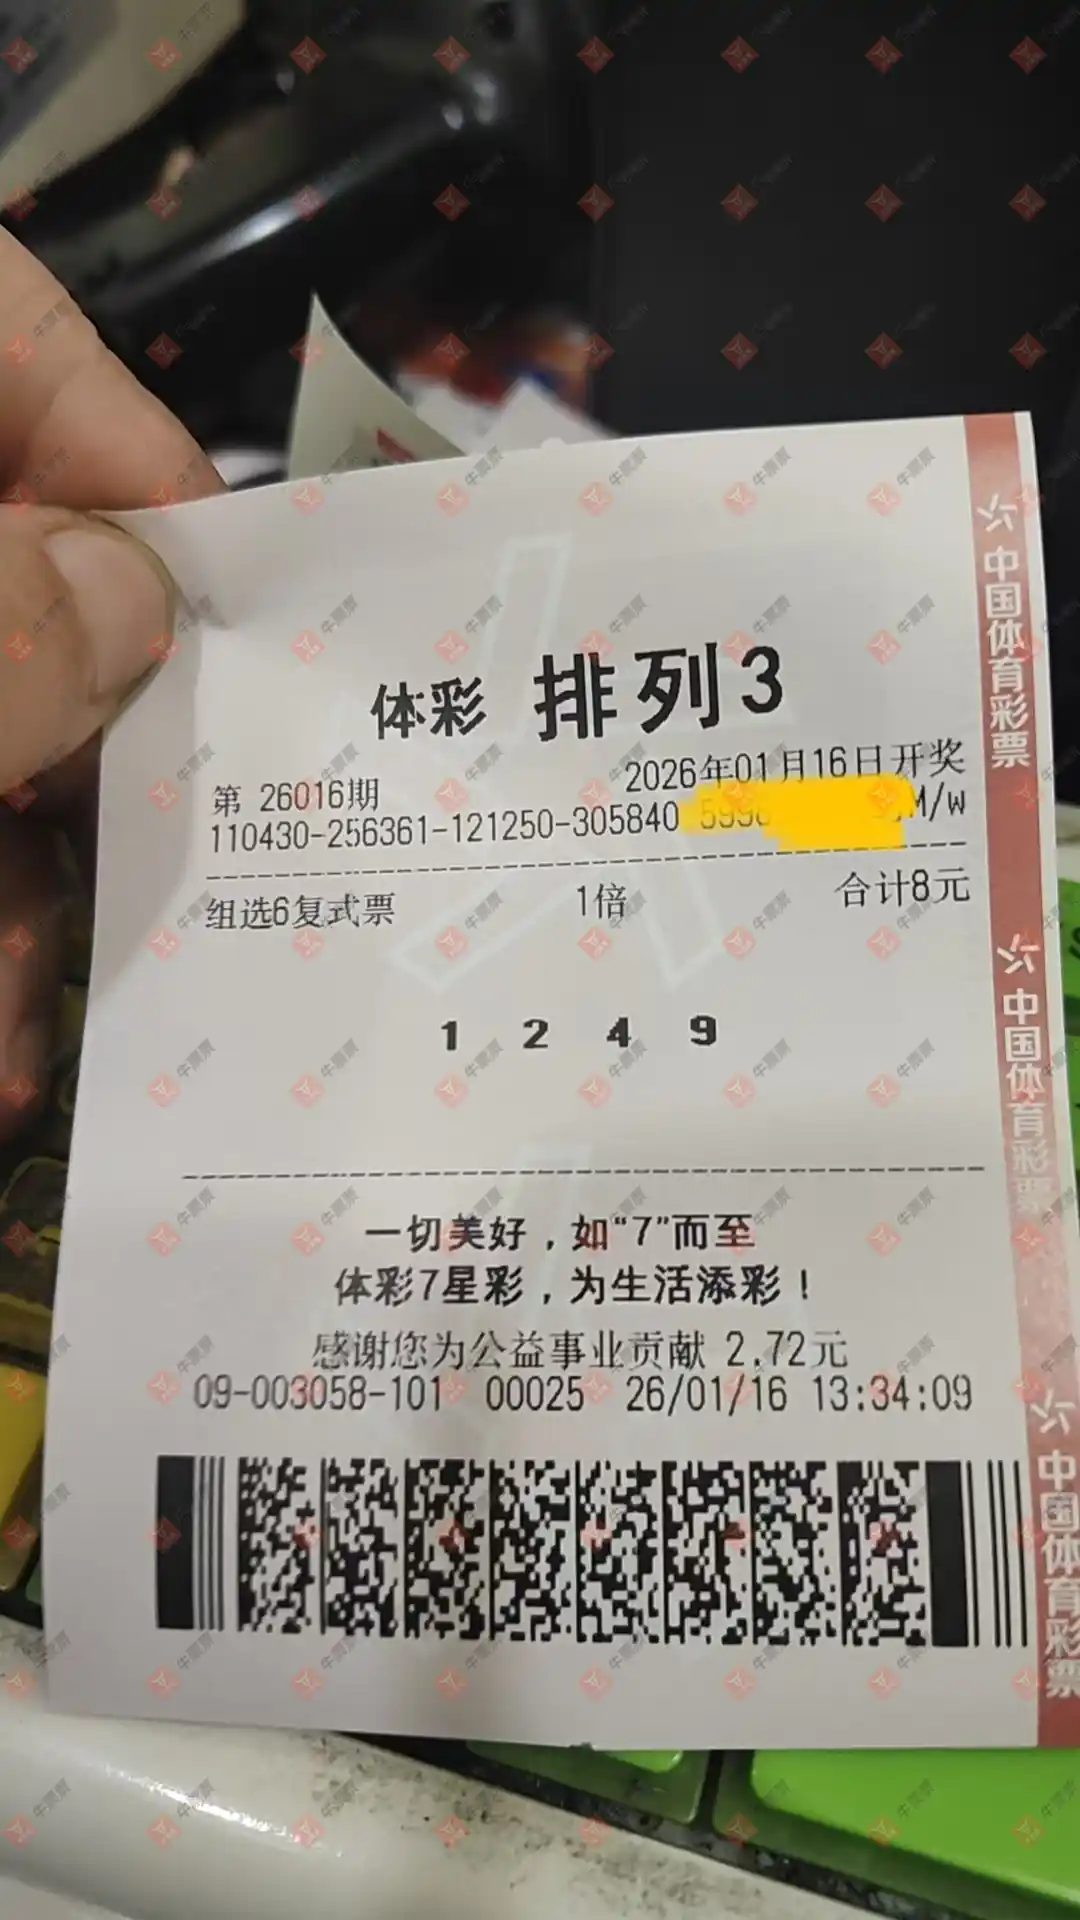 体彩 排列3
第 26016期 2026年01月16日开奖
110430-256361-121250-305840 M/w
组选6复式票 1倍 合计8元
1 2 4 9
一切美好，如“7”而至
体彩7星彩，为生活添彩！
感谢您为公益事业贡献 2.72元
09-003058-101 00025 26/01/16 13:34:09
中国体育彩票
中国体育彩票
中国体育彩票
牛票票